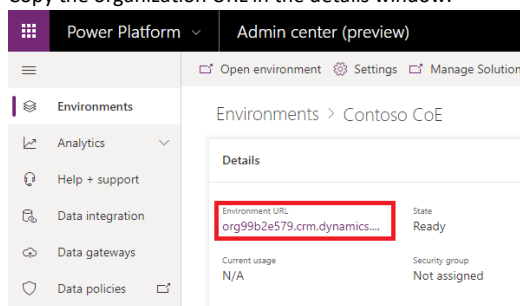 Copy the organization URL in the details window.
Power Platform Admin center (preview)
Open environment Settings Manage Solution
Environments
Analytics
Help + support
Data integration
Data gateways
Data policies
Environments > Contoso CoE
Details
Environment URL
org99b2e579.crm.dynamics....
State
Ready
Current usage
N/A
Security group
Not assigned